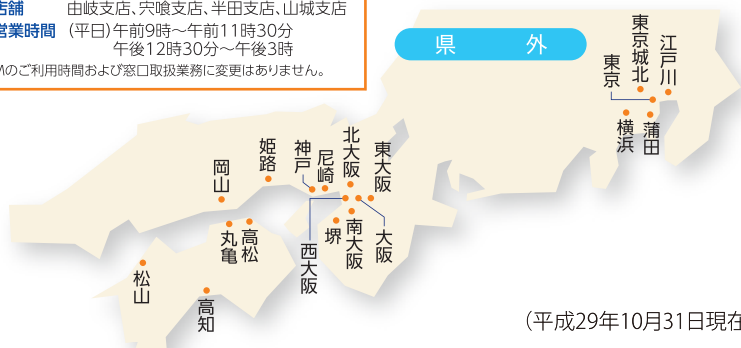 店舗 由岐支店、宍喰支店、半田支店、山城支店
営業時間 （平日）午前9時～午前11時30分
午後12時30分～午後3時
Mのご利用時間および窓口取扱業務に変更はありません。
県外
東京城北
江戸川
東京
横浜
蒲田
北大阪
東大阪
尼崎
神戸
姫路
岡山
丸亀
高松
堺
南大阪
大阪
西大阪
松山
高知
（平成29年10月31日現在